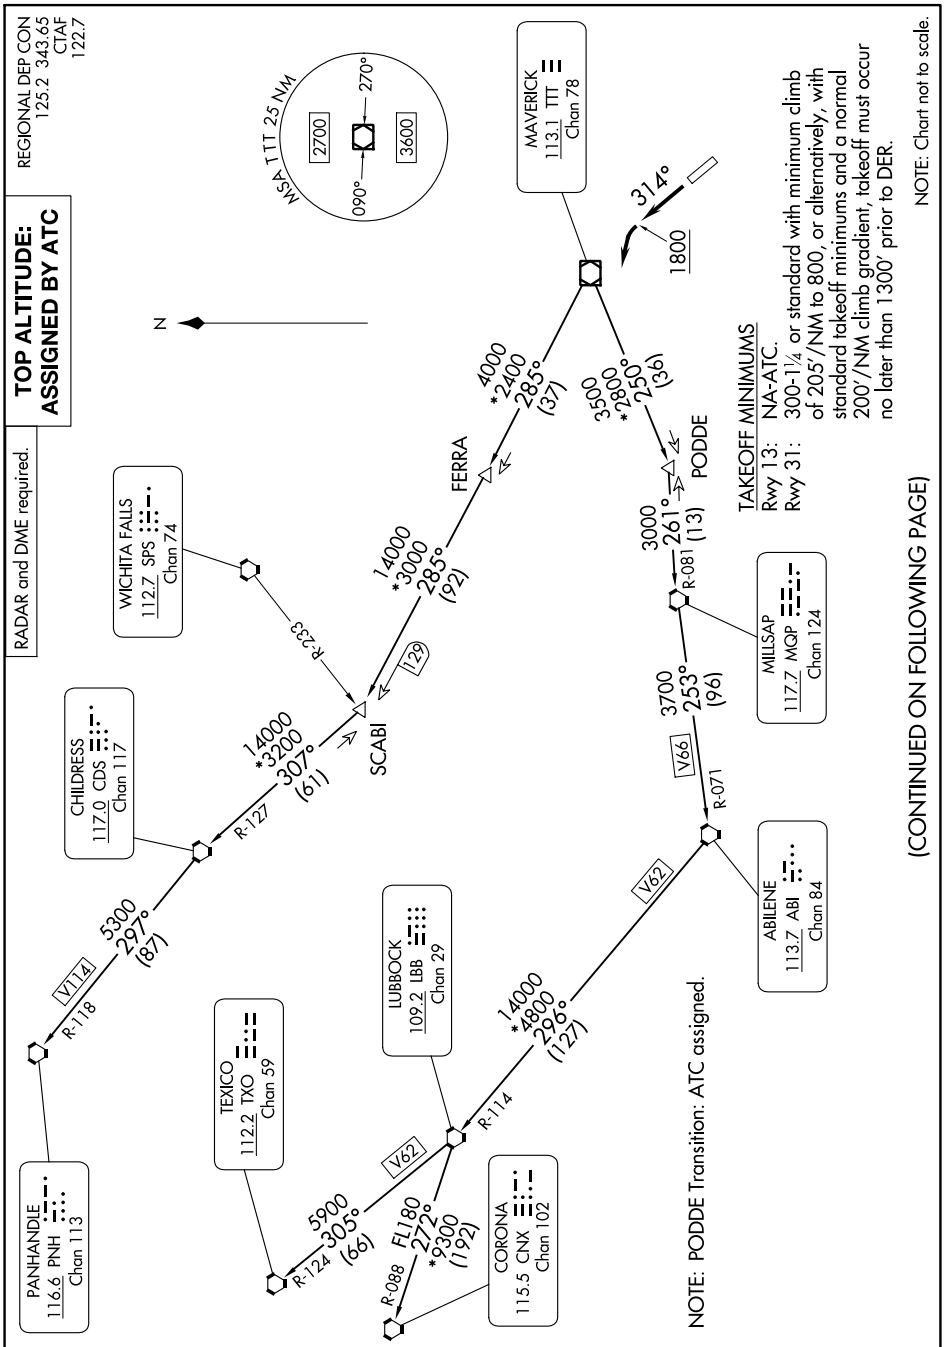 RADAR and DME required.
TOP ALTITUDE:
ASSIGNED BY ATC
REGIONAL DEP CON
125.2 343.65
CTAF
122.7
PANHANDLE
116.6 PNH
Chan 113
CHILDRESS
117.0 CDS
Chan 117
WICHITA FALLS
112.7 SPS
Chan 74
N
MSA TTT 25 NM
2700
090°
270°
3600
V114
R-118
5300
297°
(87)
R-127
14000
*3200
307°
(61)
R-233
SCABI
129
14000
*3000
285°
(92)
FERRA
4000
*2400
285°
(37)
MAVERICK
113.1 TTT
Chan 78
TEXICO
112.2 TXO
Chan 59
LUBBOCK
109.2 LBB
Chan 29
R-124
5900
305°
(66)
V62
R-088
FL180
272°
*9300
(192)
CORONA
115.5 CNX
Chan 102
R-114
14000
*4800
296°
(127)
V62
ABILENE
113.7 ABI
Chan 84
R-071
V66
3700
253°
(96)
MILLSAP
117.7 MQP
Chan 124
R-081
3000
261°
(13)
PODDE
3500
*2800
250°
(36)
1800
314°
NOTE: PODDE Transition: ATC assigned.
TAKEOFF MINIMUMS
Rwy 13: NA-ATC.
Rwy 31: 300-1¼ or standard with minimum climb
of 205'/NM to 800, or alternatively, with
standard takeoff minimums and a normal
200'/NM climb gradient, takeoff must occur
no later than 1300' prior to DER.
(CONTINUED ON FOLLOWING PAGE)
NOTE: Chart not to scale.